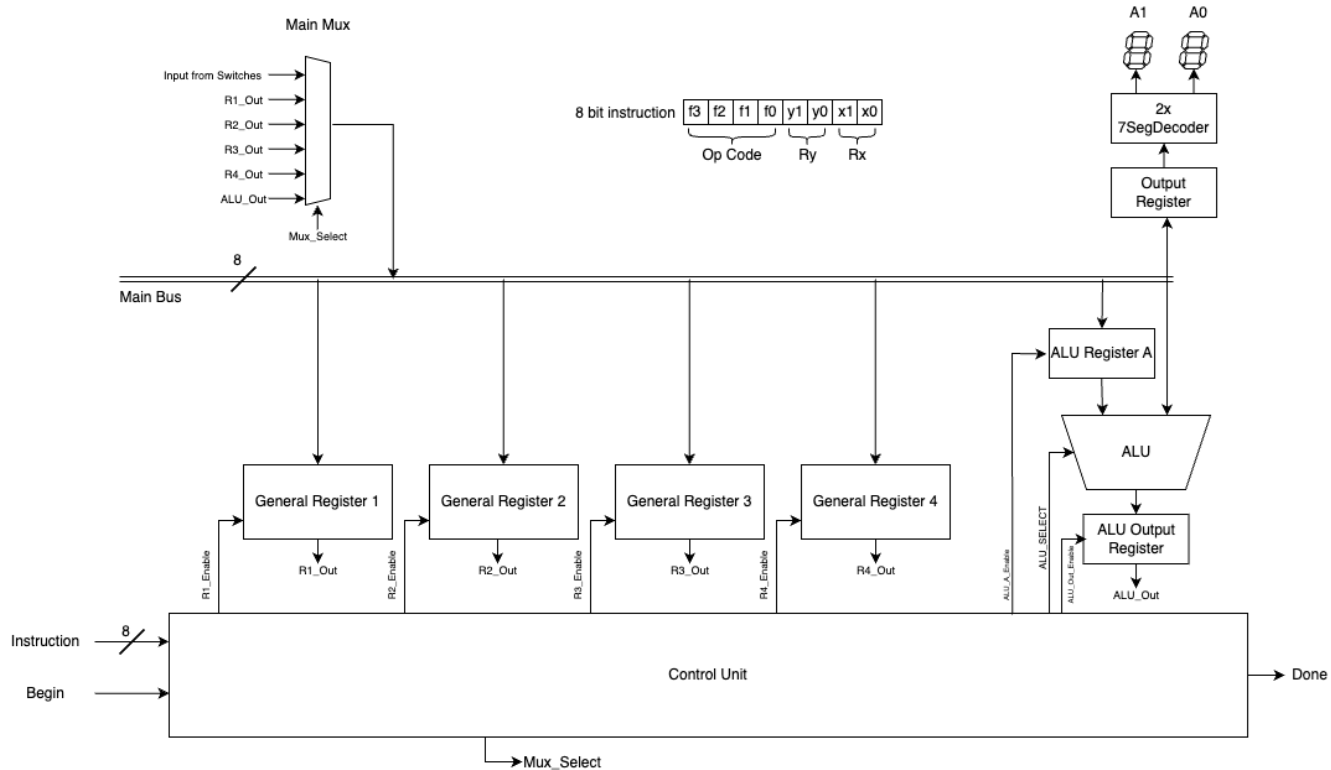 Main Mux
Input from Switches
R1_Out
R2_Out
R3_Out
R4_Out
ALU_Out
Mux_Select
8 bit instruction
f3 f2 f1 f0 y1 y0 x1 x0
Op Code Ry Rx
A1 A0
2x
7SegDecoder
Output
Register
8
Main Bus
ALU Register A
ALU
ALU Output
Register
ALU_Out
General Register 1
General Register 2
General Register 3
General Register 4
R1_Out
R2_Out
R3_Out
R4_Out
R1_Enable
R2_Enable
R3_Enable
R4_Enable
ALU_A_Enable
ALU_SELECT
ALU_Out_Enable
Instruction
8
Begin
Control Unit
Done
Mux_Select